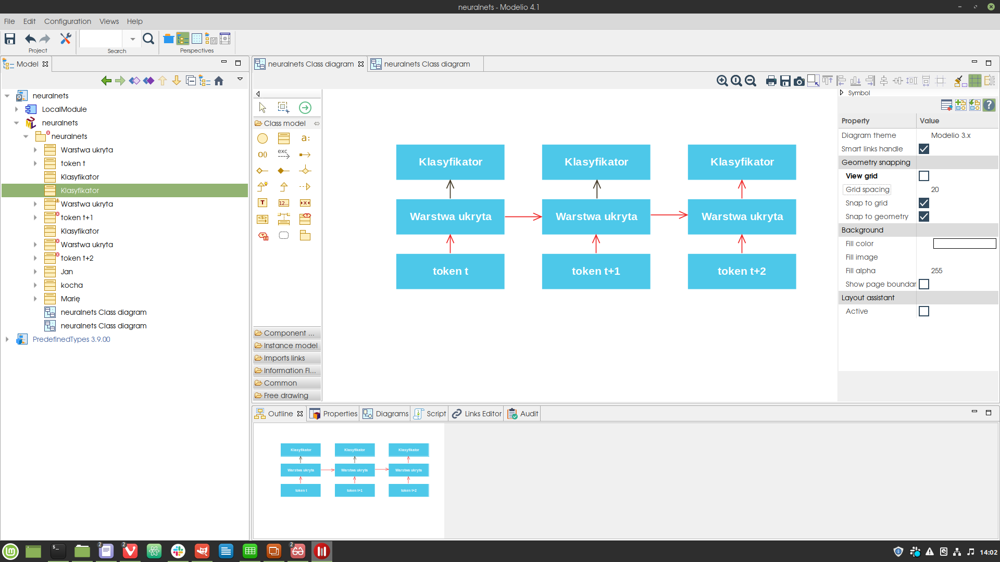 neuralnets - Modelio 4.1
File Edit Configuration Views Help
Project Search Perspectives
Model
neuralnets
LocalModule
neuralnets
neuralnets
Warstwa ukryta
token t
Klasyfikator
Klasyfikator
Warstwa ukryta
token t+1
Klasyfikator
Warstwa ukryta
token t+2
Jan
kocha
Marię
neuralnets Class diagram
neuralnets Class diagram
PredefinedTypes 3.9.00
neuralnets Class diagram neuralnets Class diagram
Class model
a:
O()
exc
T
12...
Component ...
Instance model
Imports links
Information Fl...
Common
Free drawing
Klasyfikator Klasyfikator Klasyfikator
Warstwa ukryta Warstwa ukryta Warstwa ukryta
token t token t+1 token t+2
Symbol
Property Value
Diagram theme Modelio 3.x
Smart links handle
Geometry snapping
View grid
Grid spacing 20
Snap to grid
Snap to geometry
Background
Fill color
Fill image
Fill alpha 255
Show page boundar
Layout assistant
Active
Outline Properties Diagrams Script Links Editor Audit
Klasyfikator Klasyfikator Klasyfikator
Warstwa ukryta Warstwa ukryta Warstwa ukryta
token t token t+1 token t+2
2 2 2
14:02